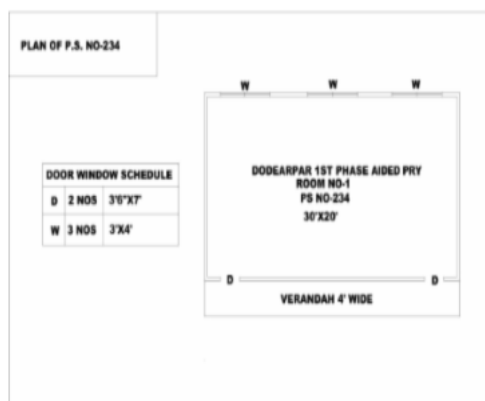 PLAN OF P.S. NO-234
W W W
DOOR WINDOW SCHEDULE
D 2 NOS 3'6"X7'
W 3 NOS 3'X4'
DODEARPAR 1ST PHASE AIDED PRY
ROOM NO-1
PS NO-234
30'X20'
D D
VERANDAH 4' WIDE